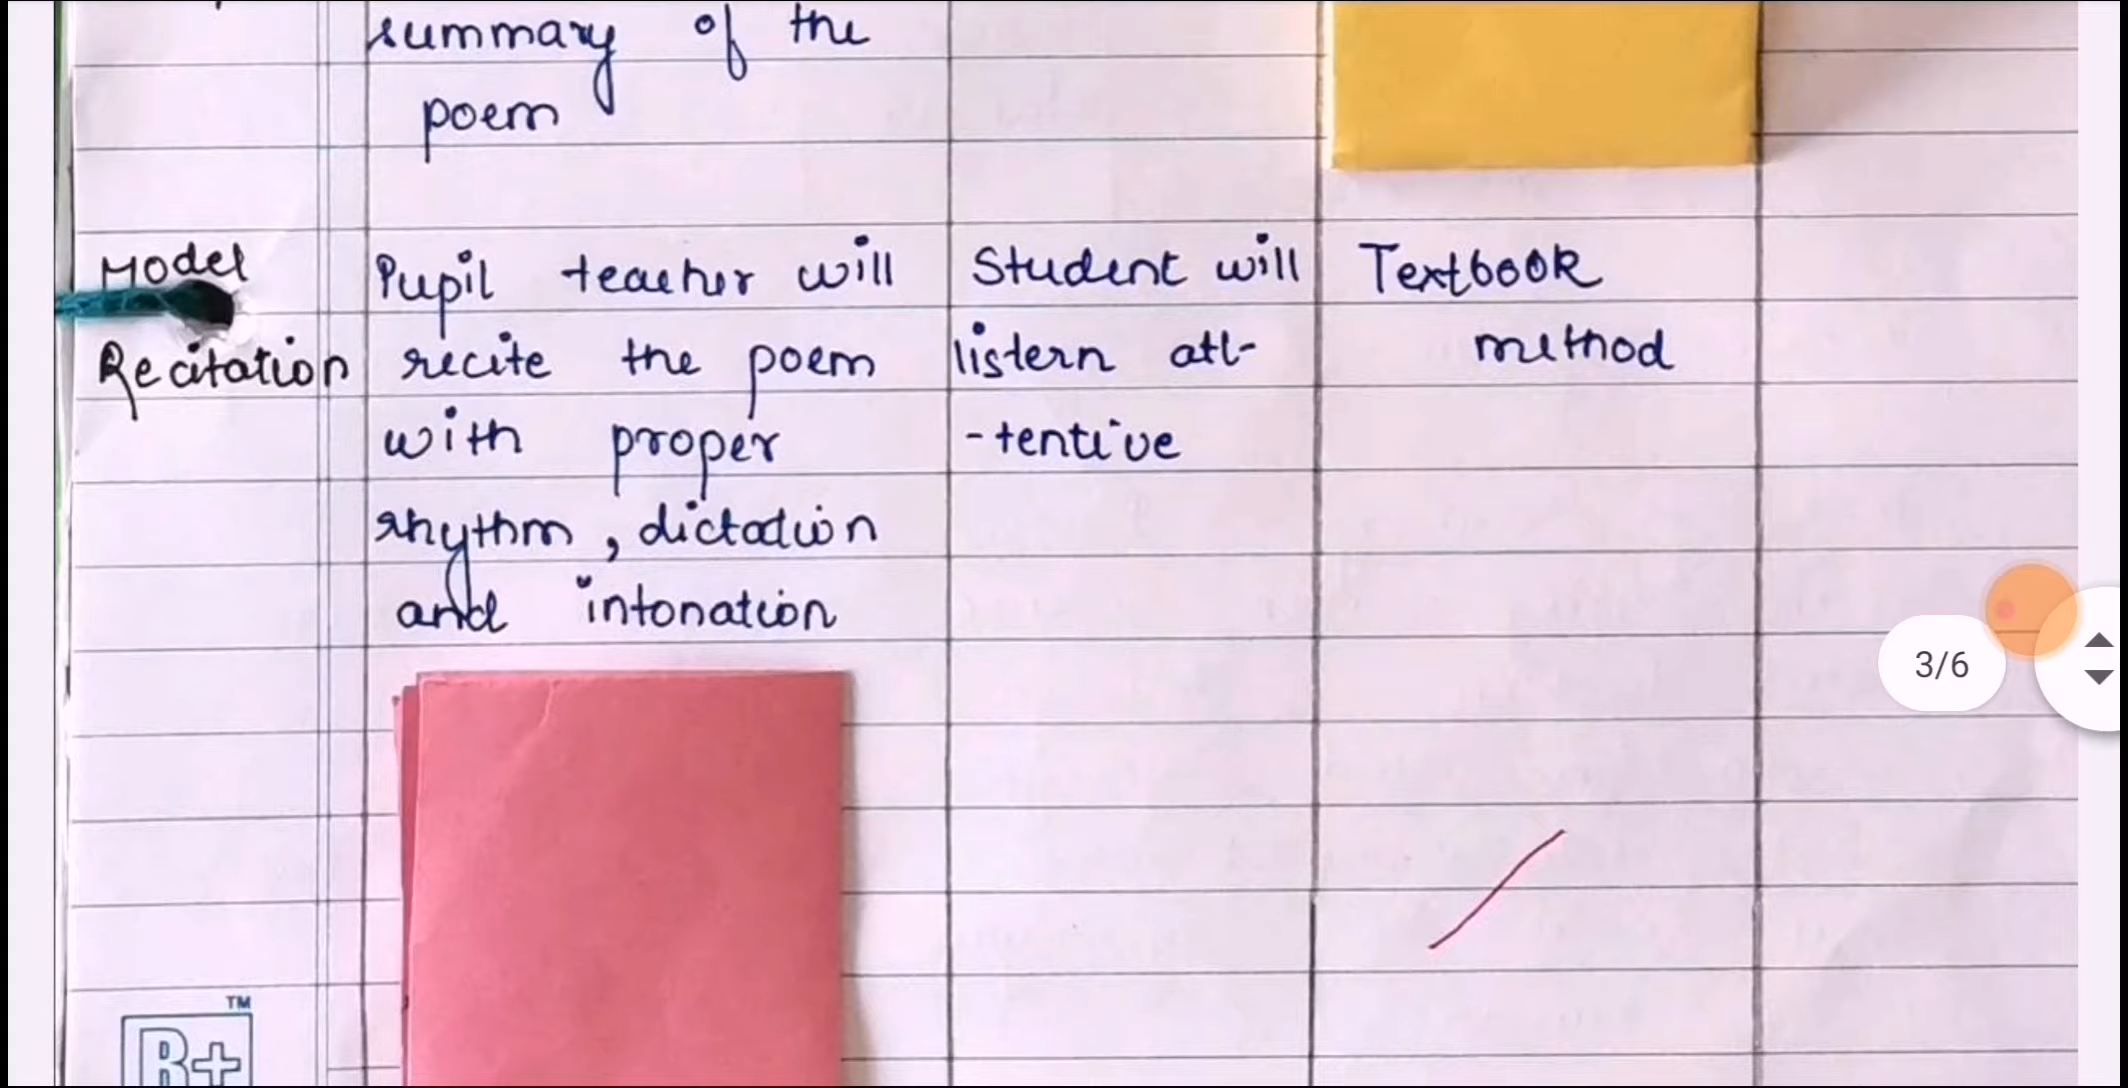 summary of the
poem
Model
Recitation
Pupil teacher will
recite the poem
with proper
rhythm, dictation
and intonation
Student will
listern att-
-tentive
Textbook
method
3/6
TM
R+